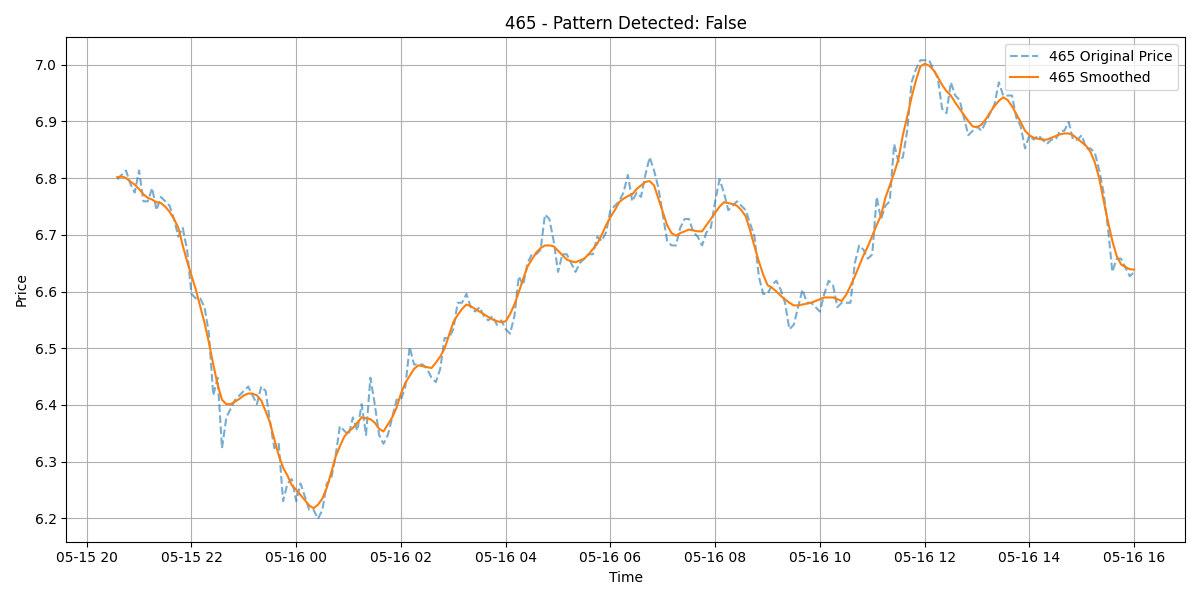 465 - Pattern Detected: False
465 Original Price
465 Smoothed
Price
7.0
6.9
6.8
6.7
6.6
6.5
6.4
6.3
6.2
05-15 20 05-15 22 05-16 00 05-16 02 05-16 04 05-16 06 05-16 08 05-16 10 05-16 12 05-16 14 05-16 16
Time